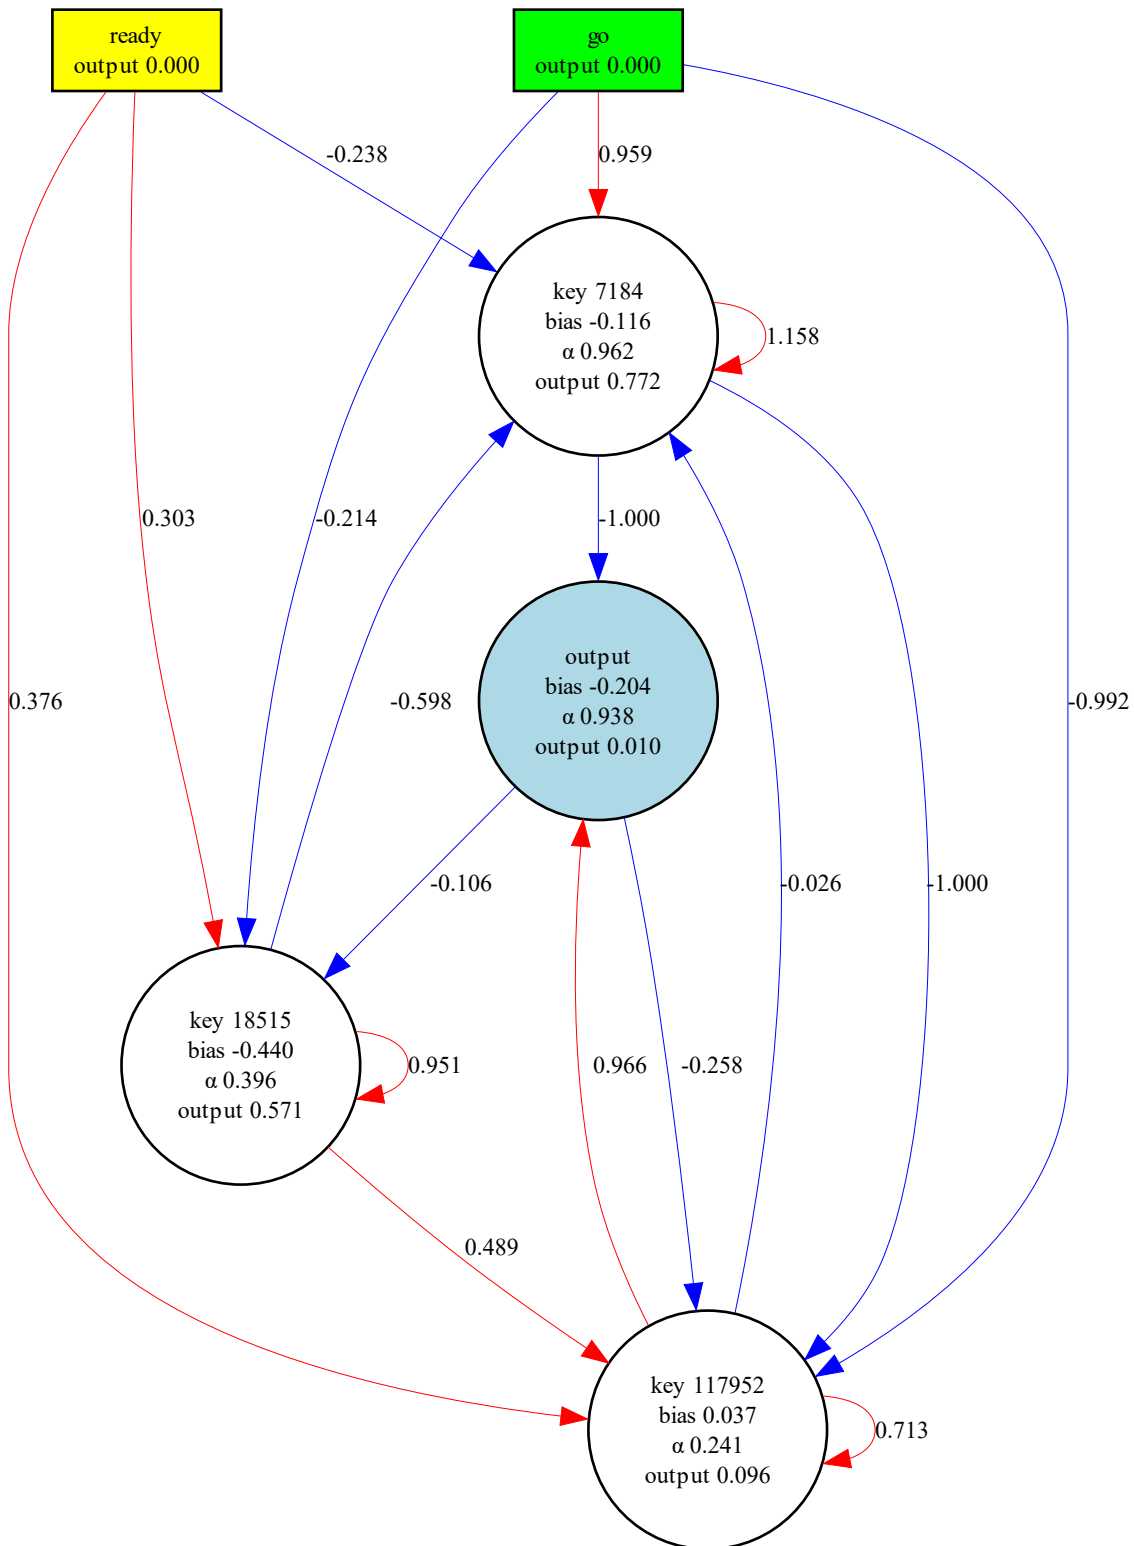 ready
output 0.000
go
output 0.000
-0.238
0.959
key 7184
bias -0.116
α 0.962
output 0.772
1.158
0.303
-0.214
-1.000
output
bias -0.204
α 0.938
output 0.010
0.376
-0.598
-0.992
-0.106
-0.026
-1.000
key 18515
bias -0.440
α 0.396
output 0.571
0.951
0.966
-0.258
0.489
key 117952
bias 0.037
α 0.241
output 0.096
0.713